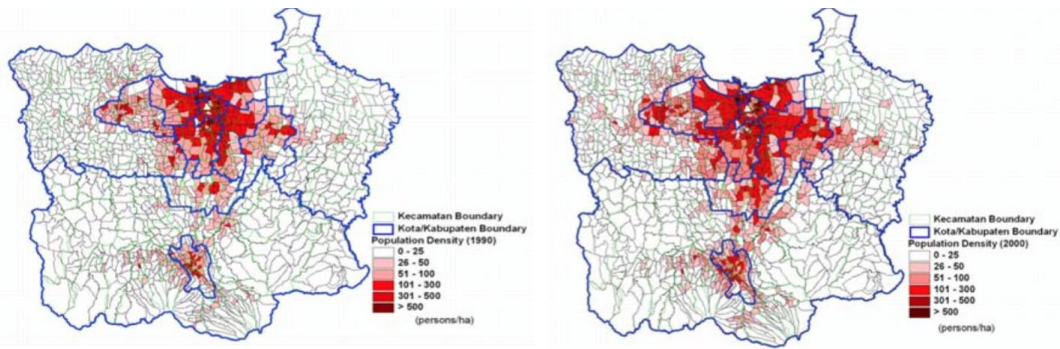 Kecamatan Boundary
Kota/Kabupaten Boundary
Population Density (1990)
0 - 25
26 - 50
51 - 100
101 - 300
301 - 500
> 500
(persons/ha)
Kecamatan Boundary
Kota/Kabupaten Boundary
Population Density (2000)
0 - 25
26 - 50
51 - 100
101 - 300
301 - 500
> 500
(persons/ha)